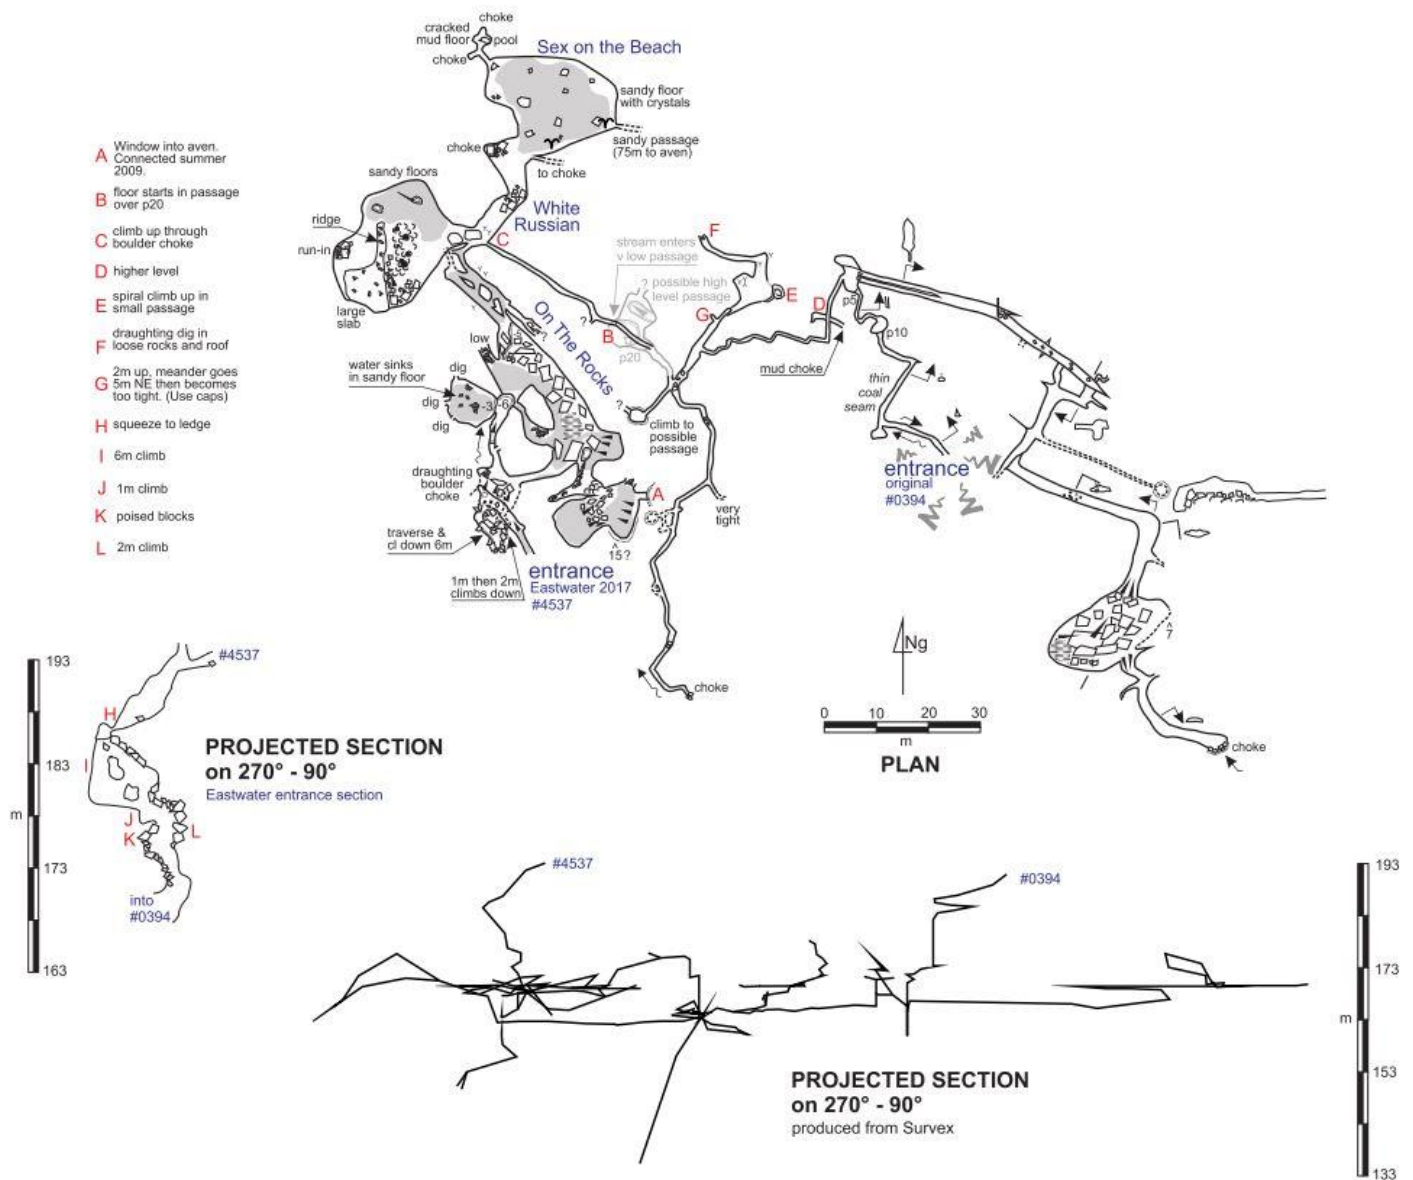 choke
cracked
mud floor
pool
choke
Sex on the Beach
sandy floor
with crystals
sandy passage
(75m to aven)
choke
to choke
sandy floors
White
Russian
ridge
run-in
large
slab
A Window into aven.
Connected summer
2009.
B floor starts in passage
over p20
C climb up through
boulder choke
D higher level
E spiral climb up in
small passage
F draughting dig in
loose rocks and roof
G 2m up, meander goes
5m NE then becomes
too tight. (Use caps)
H squeeze to ledge
I 6m climb
J 1m climb
K poised blocks
L 2m climb
C
F
stream enters
v low passage
? possible high
level passage
1
E
G
D
p5
p10
B
?
p20
On The Rocks
?
low
water sinks
in sandy floor
dig
dig
dig
-3
-6
?
climb to
possible
passage
mud choke
thin
coal
seam
entrance
original
#0394
draughting
boulder
choke
A
very
tight
traverse &
cl down 6m
15?
entrance
Eastwater 2017
#4537
1m then 2m
climbs down
choke
7
choke
Ng
0 10 20 30
m
PLAN
193
183
m
173
163
#4537
H
I
J
K
L
into
#0394
PROJECTED SECTION
on 270° - 90°
Eastwater entrance section
#4537
#0394
193
173
m
153
133
PROJECTED SECTION
on 270° - 90°
produced from Survex